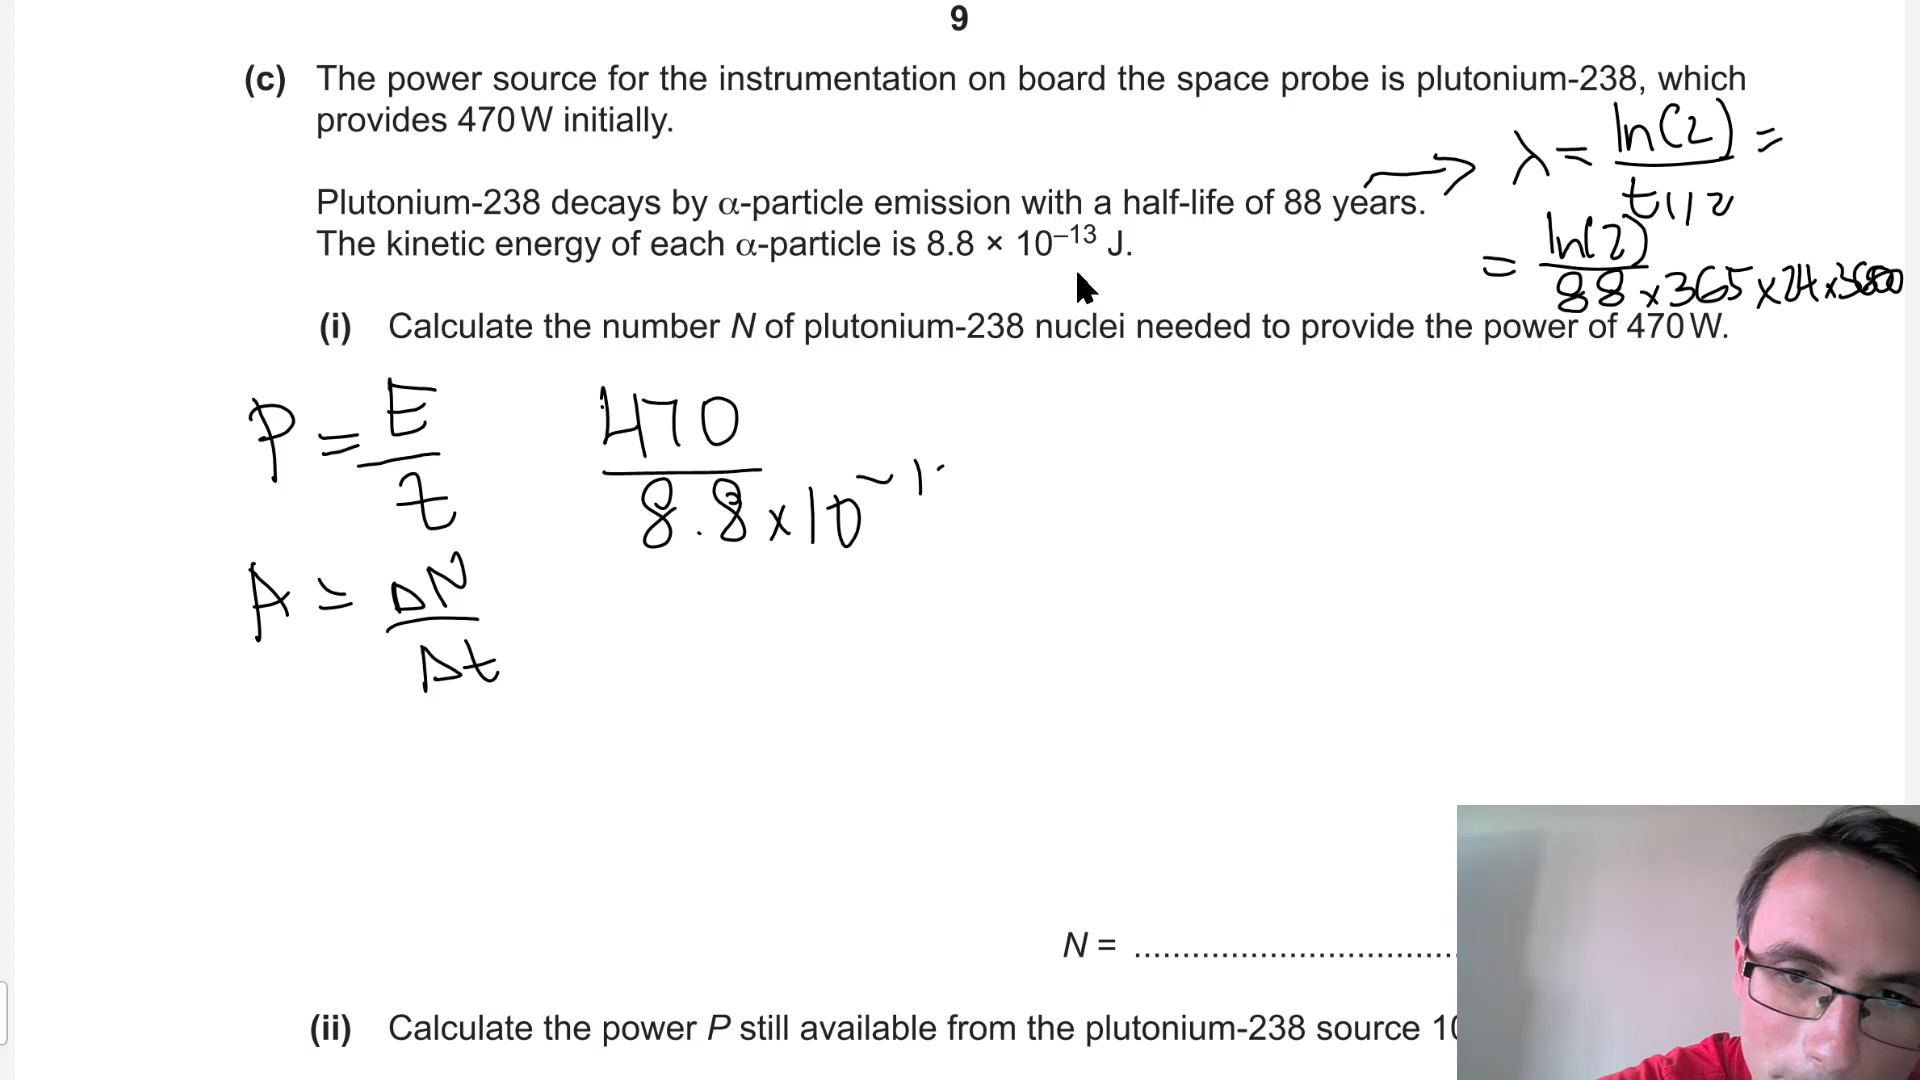 9
(c) The power source for the instrumentation on board the space probe is plutonium-238, which
provides 470 W initially.
λ = ln(2) / t1/2 =
Plutonium-238 decays by α-particle emission with a half-life of 88 years.
The kinetic energy of each α-particle is 8.8 × 10⁻¹³ J.
= ln(2) / 88 × 365 × 24 × 3600
(i) Calculate the number N of plutonium-238 nuclei needed to provide the power of 470 W.
P = E / t
470 / 8.8 × 10⁻¹
A = ΔN / Δt
N = ................................
(ii) Calculate the power P still available from the plutonium-238 source